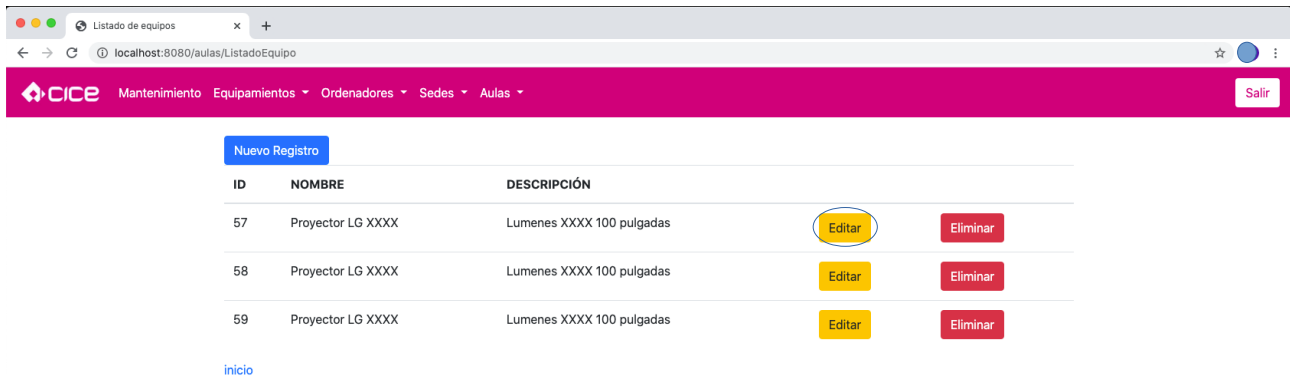 Listado de equipos
localhost:8080/aulas/ListadoEquipo
CICE Mantenimiento Equipamientos Ordenadores Sedes Aulas Salir
Nuevo Registro
ID NOMBRE DESCRIPCIÓN
57 Proyector LG XXXX Lumenes XXXX 100 pulgadas Editar Eliminar
58 Proyector LG XXXX Lumenes XXXX 100 pulgadas Editar Eliminar
59 Proyector LG XXXX Lumenes XXXX 100 pulgadas Editar Eliminar
inicio